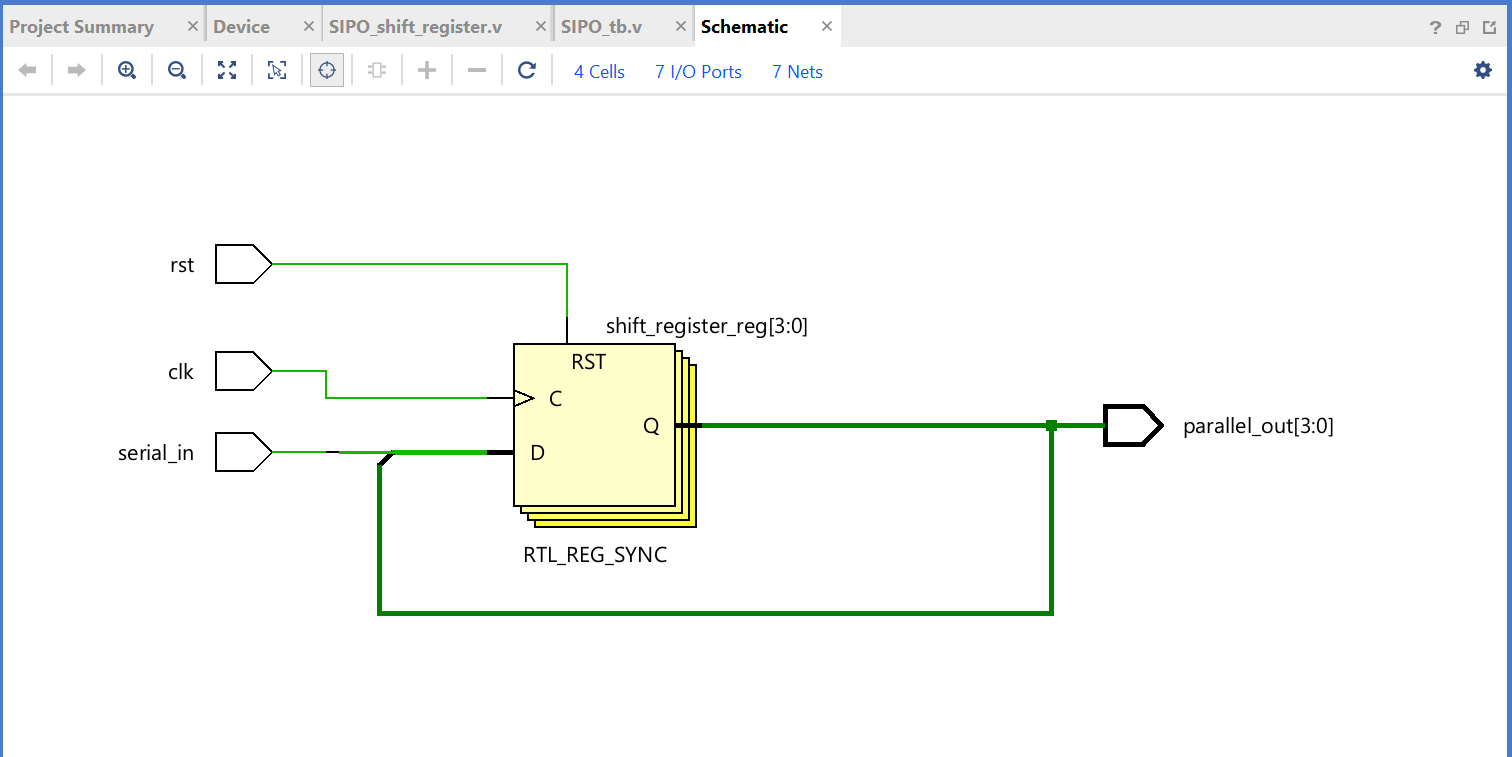 Project Summary × Device × SIPO_shift_register.v × SIPO_tb.v × Schematic × ?
4 Cells 7 I/O Ports 7 Nets
rst
shift_register_reg[3:0]
RST
clk
C
Q
parallel_out[3:0]
serial_in
D
RTL_REG_SYNC